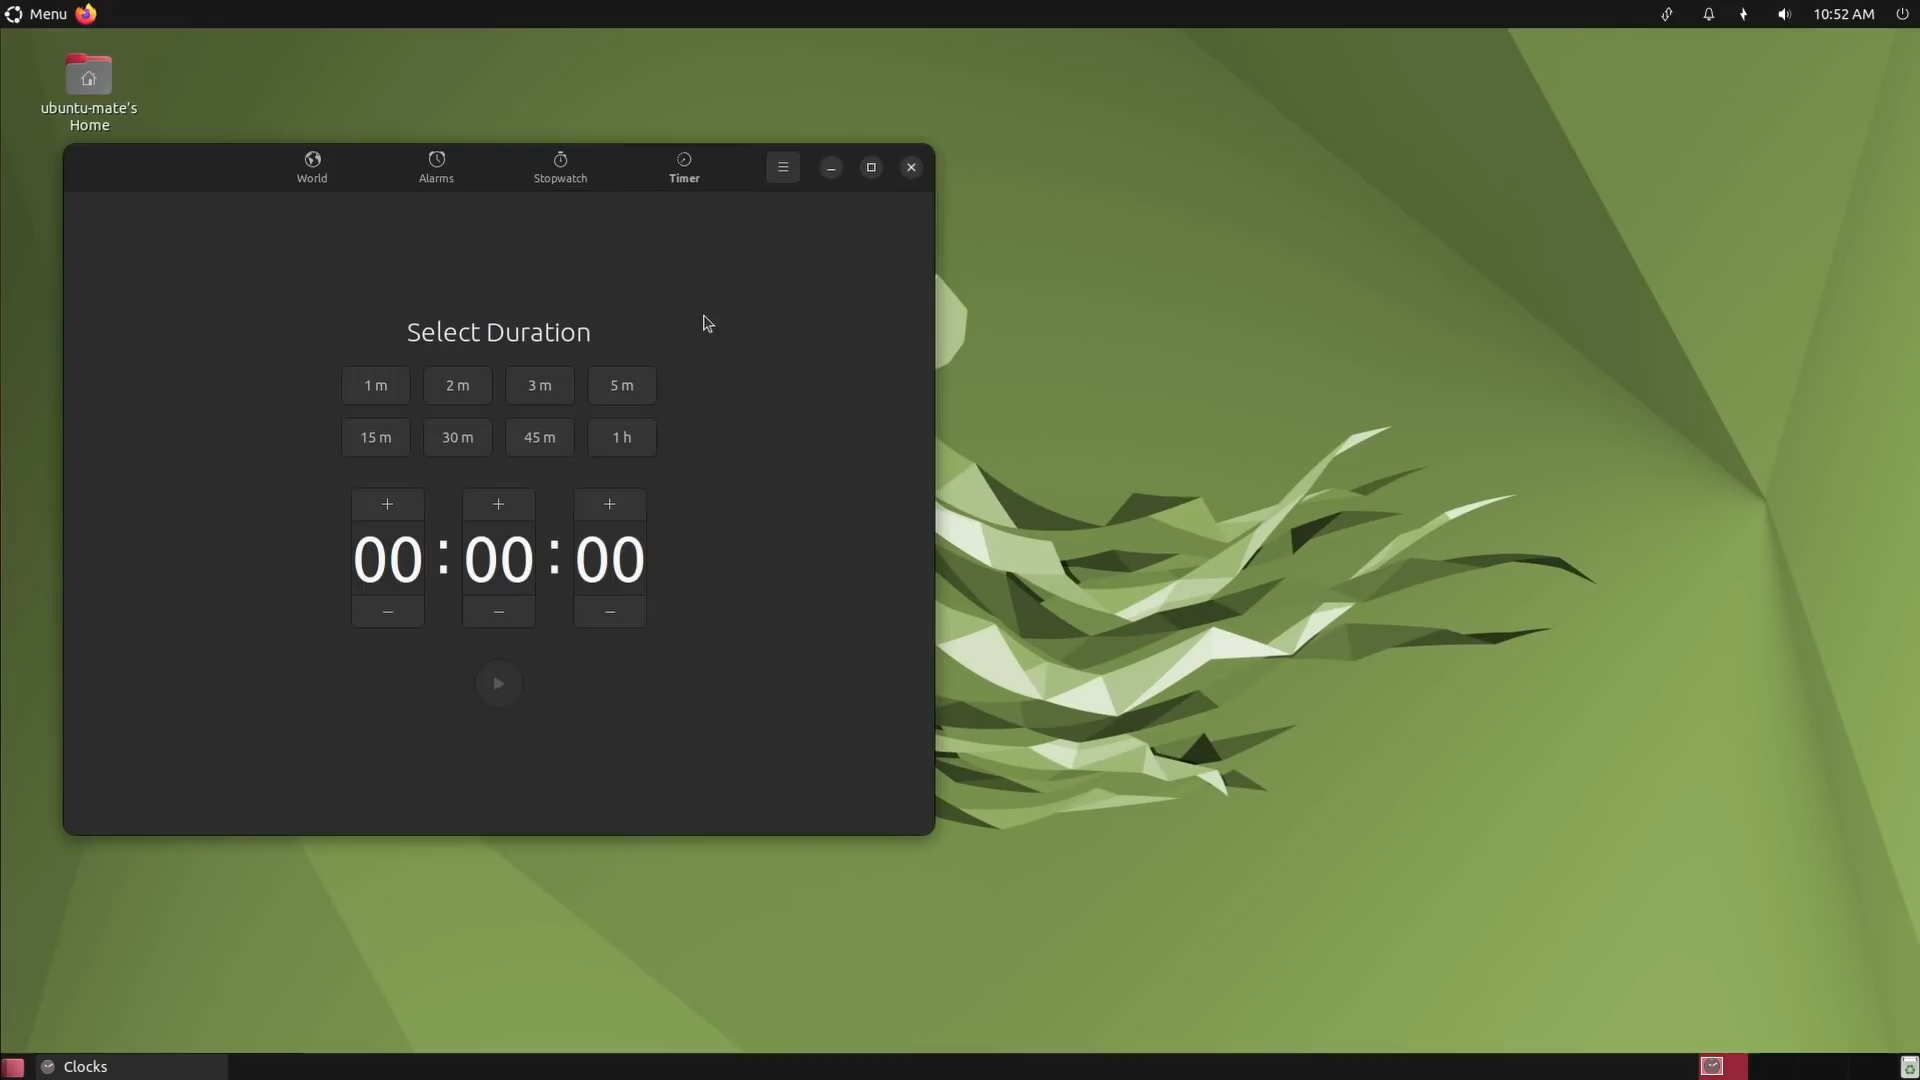 Menu
10:52 AM
ubuntu-mate's
Home
World
Alarms
Stopwatch
Timer
Select Duration
1 m
2 m
3 m
5 m
15 m
30 m
45 m
1 h
+ + +
00 : 00 : 00
− − −
Clocks